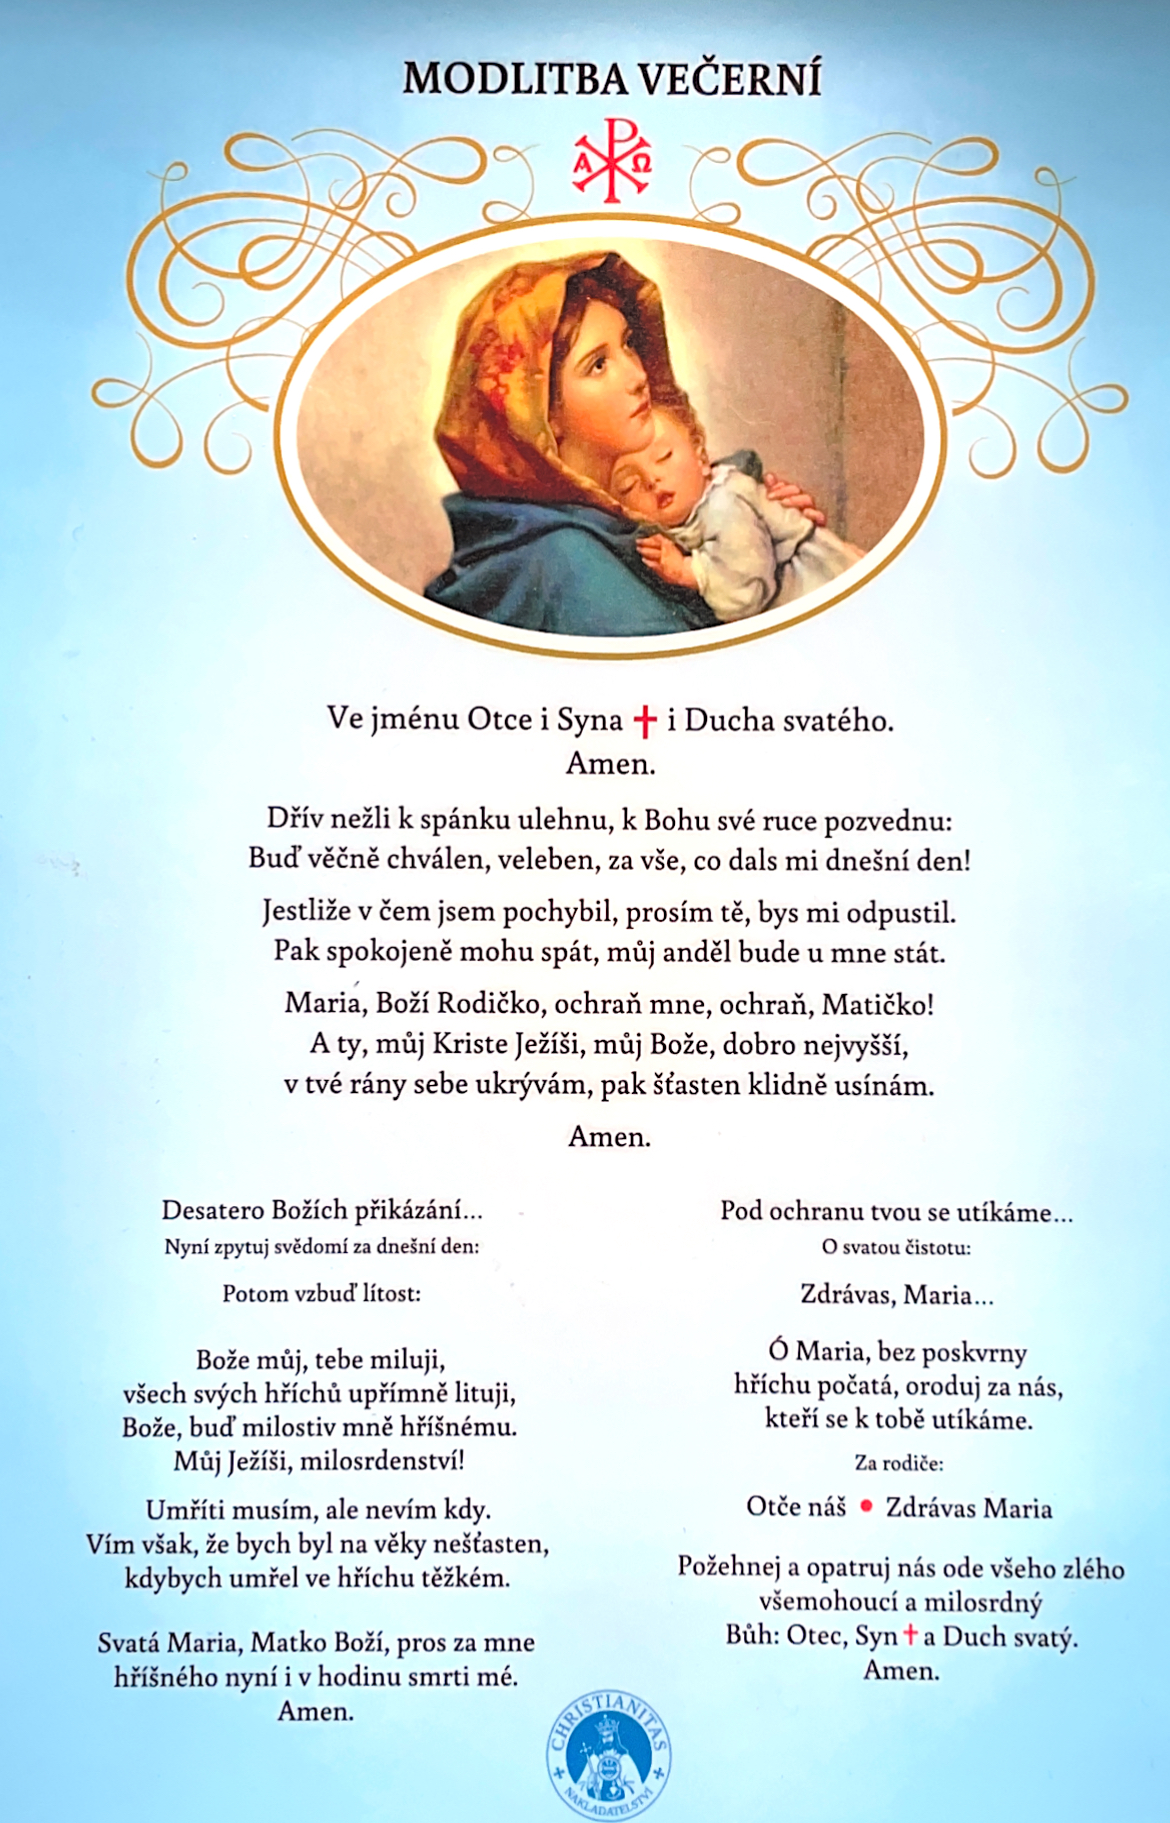 MODLITBA VEČERNÍ
Α Ρ Ω
Ve jménu Otce i Syna ✝ i Ducha svatého.
Amen.
Dřív nežli k spánku ulehnu, k Bohu své ruce pozvednu:
Buď věčně chválen, veleben, za vše, co dals mi dnešní den!
Jestliže v čem jsem pochybil, prosím tě, bys mi odpustil.
Pak spokojeně mohu spát, můj anděl bude u mne stát.
Maria, Boží Rodičko, ochraň mne, ochraň, Matičko!
A ty, můj Kriste Ježíši, můj Bože, dobro nejvyšší,
v tvé rány sebe ukrývám, pak šťasten klidně usínám.
Amen.
Desatero Božích přikázání...
Nyní zpytuj svědomí za dnešní den:
Potom vzbuď lítost:
Bože můj, tebe miluji,
všech svých hříchů upřímně lituji,
Bože, buď milostiv mně hříšnému.
Můj Ježíši, milosrdenství!
Umříti musím, ale nevím kdy.
Vím však, že bych byl na věky nešťasten,
kdybych umřel ve hříchu těžkém.
Svatá Maria, Matko Boží, pros za mne
hříšného nyní i v hodinu smrti mé.
Amen.
Pod ochranu tvou se utíkáme...
O svatou čistotu:
Zdrávas, Maria...
Ó Maria, bez poskvrny
hříchu počatá, oroduj za nás,
kteří se k tobě utíkáme.
Za rodiče:
Otče náš • Zdrávas Maria
Požehnej a opatruj nás ode všeho zlého
všemohoucí a milosrdný
Bůh: Otec, Syn ✝ a Duch svatý.
Amen.
CHRISTIANITAS
NAKLADATELSTVÍ